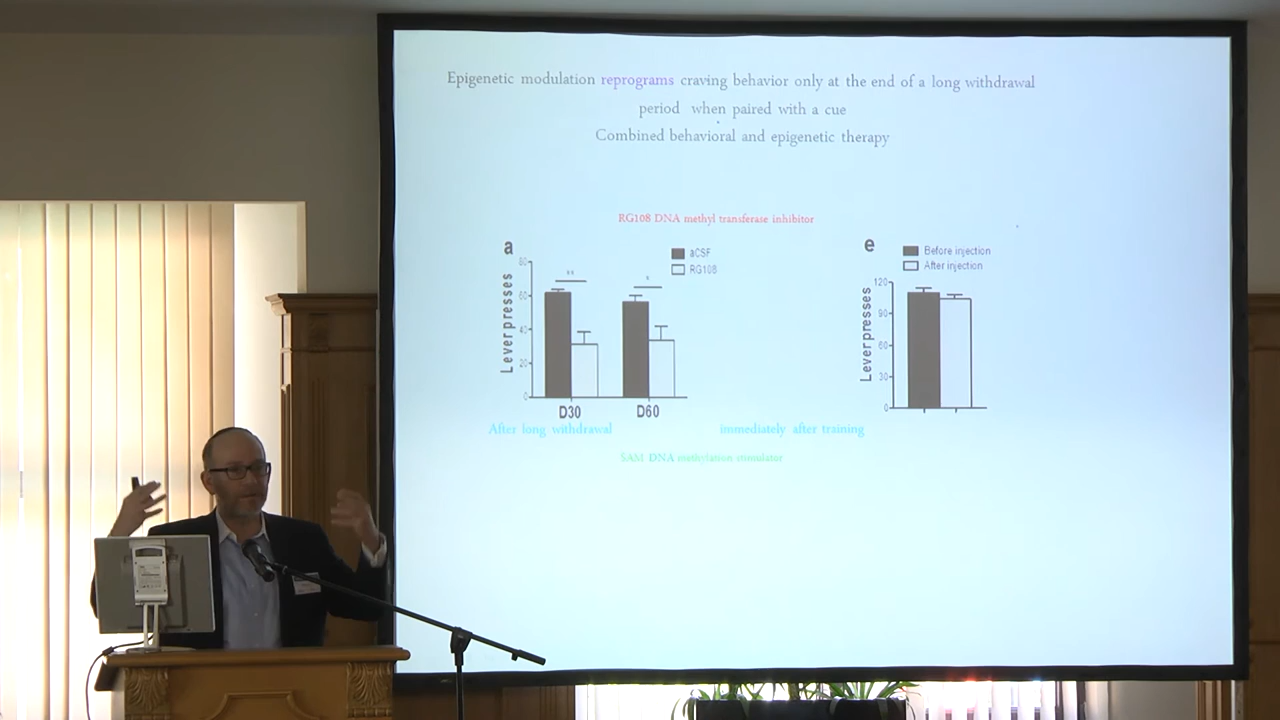 Epigenetic modulation reprograms craving behavior only at the end of a long withdrawal
period when paired with a cue
Combined behavioral and epigenetic therapy
RG108 DNA methyl transferase inhibitor
a
aCSF
RG108
**
*
Lever presses
80
60
40
20
0
D30
D60
e
Before injection
After injection
Lever presses
120
90
60
30
0
After long withdrawal
immediately after training
SAM DNA methylation stimulator